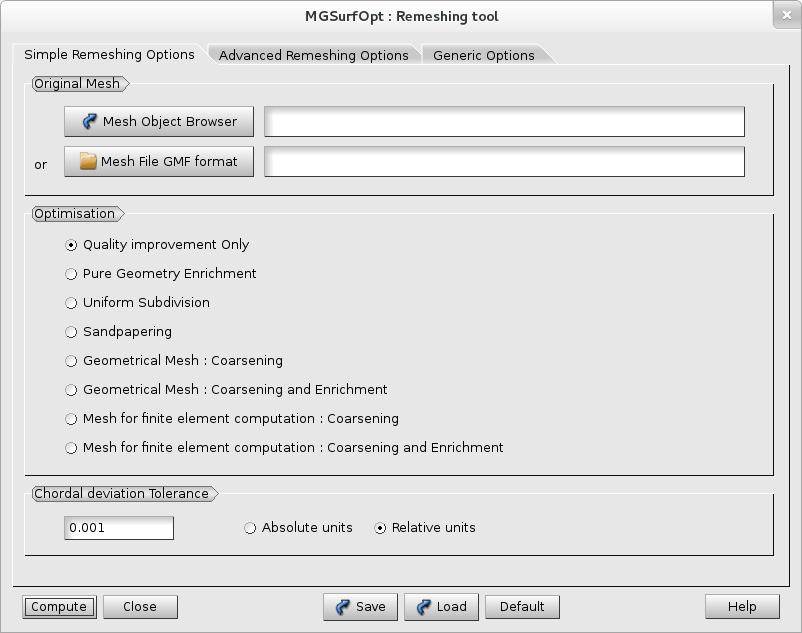 MGSurfOpt : Remeshing tool
Simple Remeshing Options
Advanced Remeshing Options
Generic Options
Original Mesh
Mesh Object Browser
or
Mesh File GMF format
Optimisation
Quality improvement Only
Pure Geometry Enrichment
Uniform Subdivision
Sandpapering
Geometrical Mesh : Coarsening
Geometrical Mesh : Coarsening and Enrichment
Mesh for finite element computation : Coarsening
Mesh for finite element computation : Coarsening and Enrichment
Chordal deviation Tolerance
0.001
Absolute units
Relative units
Compute
Close
Save
Load
Default
Help